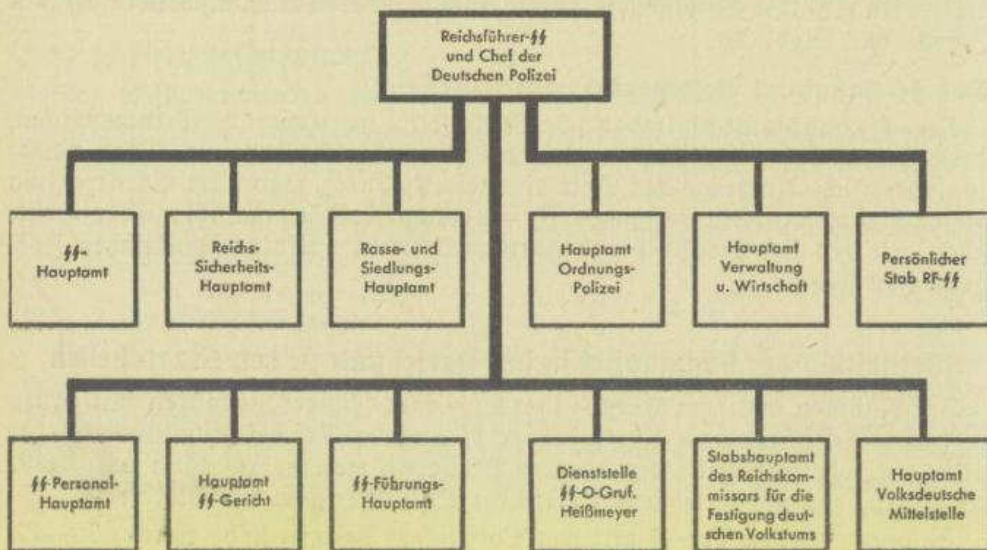 Reichsführer-ᛋᛋ
und Chef der
Deutschen Polizei
ᛋᛋ-
Hauptamt
Reichs-
Sicherheits-
Hauptamt
Rasse- und
Siedlungs-
Hauptamt
Hauptamt
Ordnungs-
Polizei
Hauptamt
Verwaltung
u. Wirtschaft
Persönlicher
Stab RF-ᛋᛋ
ᛋᛋ-Personal-
Hauptamt
Hauptamt
ᛋᛋ-Gericht
ᛋᛋ-Führungs-
Hauptamt
Dienststelle
ᛋᛋ-O-Gruf.
Heißmeyer
Stabshauptamt
des Reichskom-
missars für die
Festigung deut-
schen Volkstums
Hauptamt
Volksdeutsche
Mittelstelle